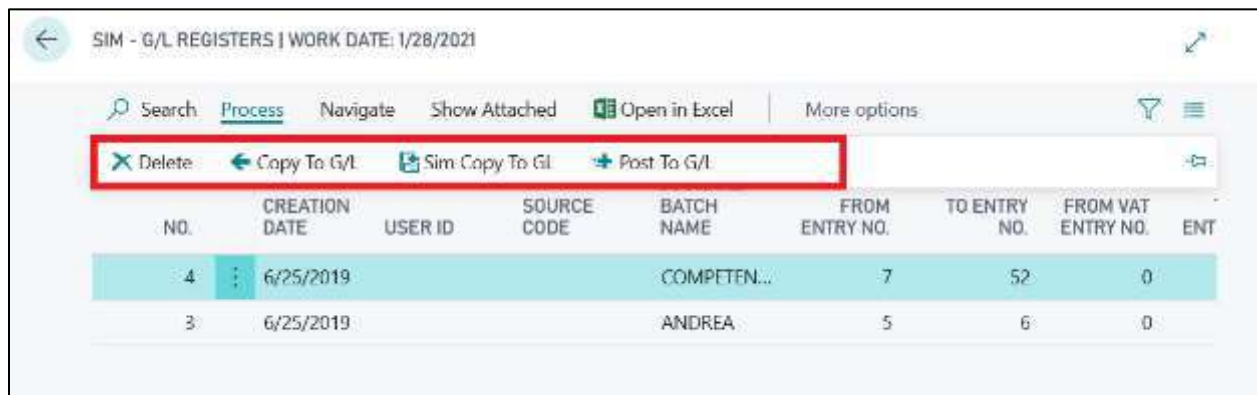 SIM - G/L REGISTERS | WORK DATE: 1/28/2021
Search Process Navigate Show Attached Open in Excel More options
Delete Copy To G/L Sim Copy To GL Post To G/L
NO. CREATION DATE USER ID SOURCE CODE BATCH NAME FROM ENTRY NO. TO ENTRY NO. FROM VAT ENTRY NO. ENT
4 6/25/2019 COMPETEN... 7 52 0
3 6/25/2019 ANDREA 5 6 0